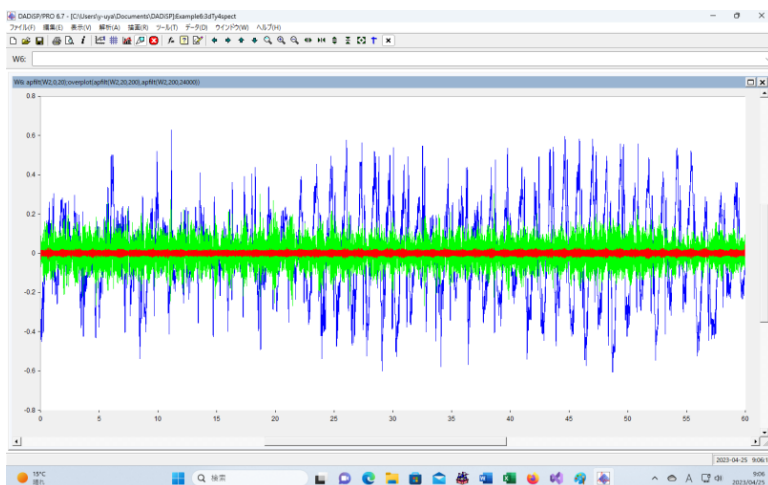 DADiSP/PRO 6.7 - [C:\Users\y-uya\Documents\DADiSP\Example8:3dTy4spect]
ファイル(F) 編集(E) 表示(V) 解析(A) 描画(R) ツール(T) データ(D) ウインドウ(W) ヘルプ(H)
W6:
W6: apfilt(W2,0,20);overplot(apfilt(W2,20,200);apfilt(W2,200,24000))
0.8
0.6
0.4
0.2
0
-0.2
-0.4
-0.6
-0.8
0 5 10 15 20 25 30 35 40 45 50 55 60
2023-04-25 9:06:1
15°C
晴れ
検索
A
9:06
2023/04/25